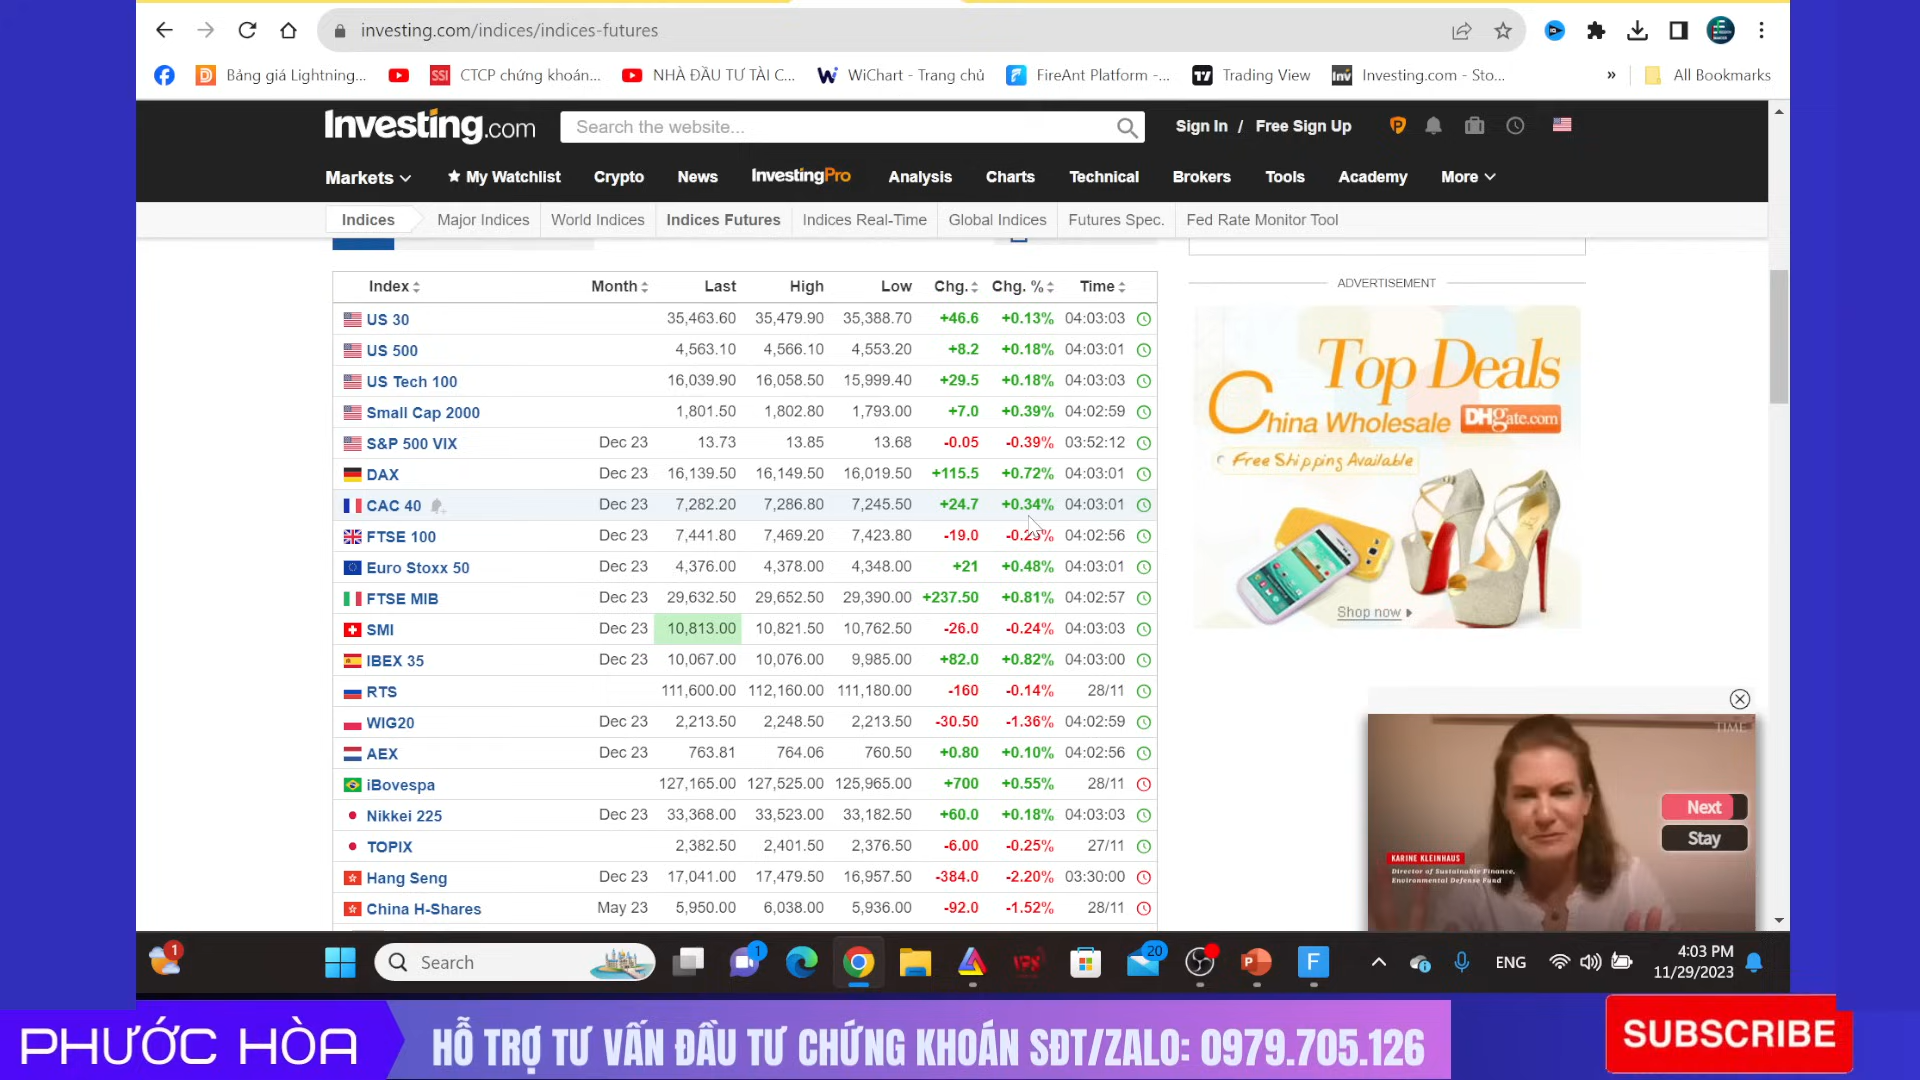 investing.com/indices/indices-futures
Bảng giá Lightning... SSI CTCP chứng khoán... NHÀ ĐẦU TƯ TÀI C... WiChart - Trang chủ FireAnt Platform -... Trading View Inv Investing.com - Sto... » All Bookmarks
Investing.com Search the website... Sign In / Free Sign Up
Markets My Watchlist Crypto News InvestingPro Analysis Charts Technical Brokers Tools Academy More
Indices Major Indices World Indices Indices Futures Indices Real-Time Global Indices Futures Spec. Fed Rate Monitor Tool
Index Month Last High Low Chg. Chg. % Time
US 30 35,463.60 35,479.90 35,388.70 +46.6 +0.13% 04:03:03
US 500 4,563.10 4,566.10 4,553.20 +8.2 +0.18% 04:03:01
US Tech 100 16,039.90 16,058.50 15,999.40 +29.5 +0.18% 04:03:03
Small Cap 2000 1,801.50 1,802.80 1,793.00 +7.0 +0.39% 04:02:59
S&P 500 VIX Dec 23 13.73 13.85 13.68 -0.05 -0.39% 03:52:12
DAX Dec 23 16,139.50 16,149.50 16,019.50 +115.5 +0.72% 04:03:01
CAC 40 Dec 23 7,282.20 7,286.80 7,245.50 +24.7 +0.34% 04:03:01
FTSE 100 Dec 23 7,441.80 7,469.20 7,423.80 -19.0 04:02:56
Euro Stoxx 50 Dec 23 4,376.00 4,378.00 4,348.00 +21 +0.48% 04:03:01
FTSE MIB Dec 23 29,632.50 29,652.50 29,390.00 +237.50 +0.81% 04:02:57
SMI Dec 23 10,813.00 10,821.50 10,762.50 -26.0 -0.24% 04:03:03
IBEX 35 Dec 23 10,067.00 10,076.00 9,985.00 +82.0 +0.82% 04:03:00
RTS 111,600.00 112,160.00 111,180.00 -160 -0.14% 28/11
WIG20 Dec 23 2,213.50 2,248.50 2,213.50 -30.50 -1.36% 04:02:59
AEX Dec 23 763.81 764.06 760.50 +0.80 +0.10% 04:02:56
iBovespa 127,165.00 127,525.00 125,965.00 +700 +0.55% 28/11
Nikkei 225 Dec 23 33,368.00 33,523.00 33,182.50 +60.0 +0.18% 04:03:03
TOPIX 2,382.50 2,401.50 2,376.50 -6.00 -0.25% 27/11
Hang Seng Dec 23 17,041.00 17,479.50 16,957.50 -384.0 -2.20% 03:30:00
China H-Shares May 23 5,950.00 6,038.00 5,936.00 -92.0 -1.52% 28/11
ADVERTISEMENT
Top Deals
China Wholesale DHgate.com
Free Shipping Available
Shop now
TIME
Next
Stay
KARINE KLEINHAUS
Director of Sustainable Finance,
Environmental Defense Fund
1 Search 1 20 P F ENG 4:03 PM
11/29/2023
PHƯỚC HÒA
HỖ TRỢ TƯ VẤN ĐẦU TƯ CHỨNG KHOÁN SĐT/ZALO: 0979.705.126
SUBSCRIBE